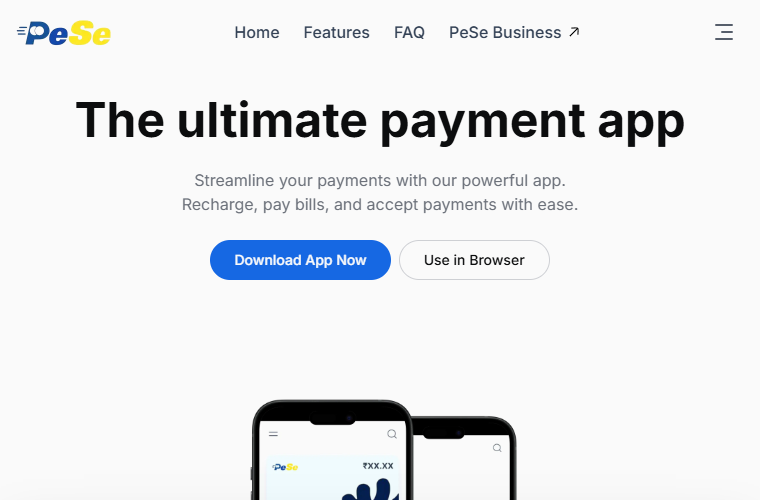 PeSe
Home Features FAQ PeSe Business ↗
The ultimate payment app
Streamline your payments with our powerful app.
Recharge, pay bills, and accept payments with ease.
Download App Now Use in Browser
PeSe ₹XX.XX